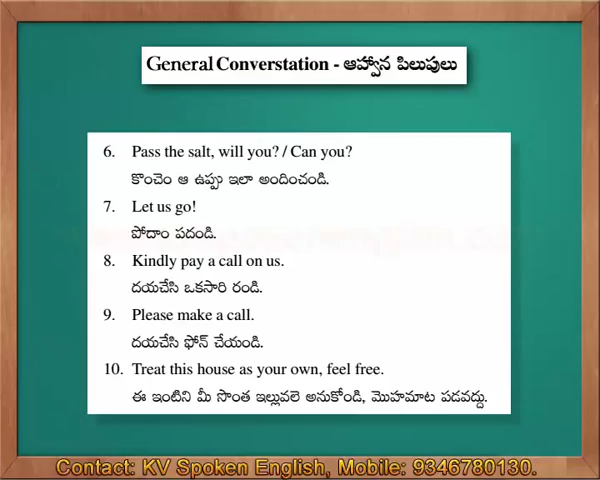 General Converstation - ఆహ్వాన పిలుపులు
6. Pass the salt, will you? / Can you?
కొంచెం ఆ ఉప్పు ఇలా అందించండి.
7. Let us go!
పోదాం పదండి.
8. Kindly pay a call on us.
దయచేసి ఒకసారి రండి.
9. Please make a call.
దయచేసి ఫోన్ చేయండి.
10. Treat this house as your own, feel free.
ఈ ఇంటిని మీ సొంత ఇల్లువలె అనుకోండి, మొహమాట పడవద్దు.
Contact: KV Spoken English, Mobile: 9346780130.